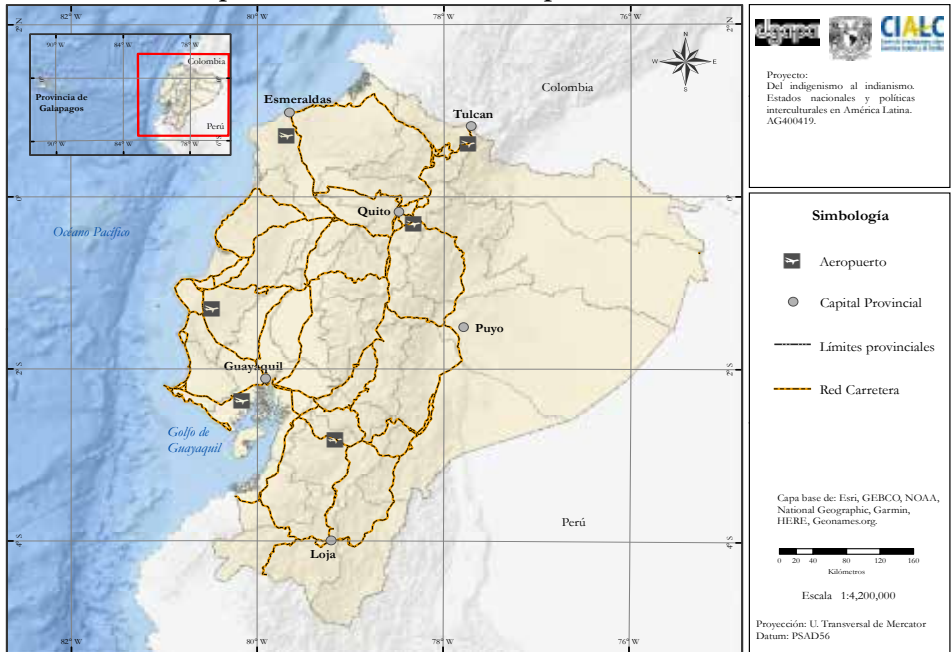 2°N
82° W
80° W
78° W
76° W
90° W
84° W
78° W
Colombia
Provincia de
Galapagos
Perú
90° W
84° W
78° W
N
W
E
S
Colombia
Esmeraldas
Tulcan
0°
0°
Quito
Océano Pacífico
Puyo
2°S
2°S
Guayaquil
Golfo de
Guayaquil
Perú
4°S
4°S
Loja
82° W
80° W
78° W
76° W
dgapa
CIALC
Proyecto:
Del indigenismo al indianismo.
Estados nacionales y políticas
interculturales en América Latina.
AG400419.
Simbología
Aeropuerto
Capital Provincial
Límites provinciales
Red Carretera
Capa base de: Esri, GEBCO, NOAA,
National Geographic, Garmin,
HERE, Geonames.org.
0 20 40 80 120 160
Kilómetros
Escala 1:4,200,000
Proyección: U. Transversal de Mercator
Datum: PSAD56